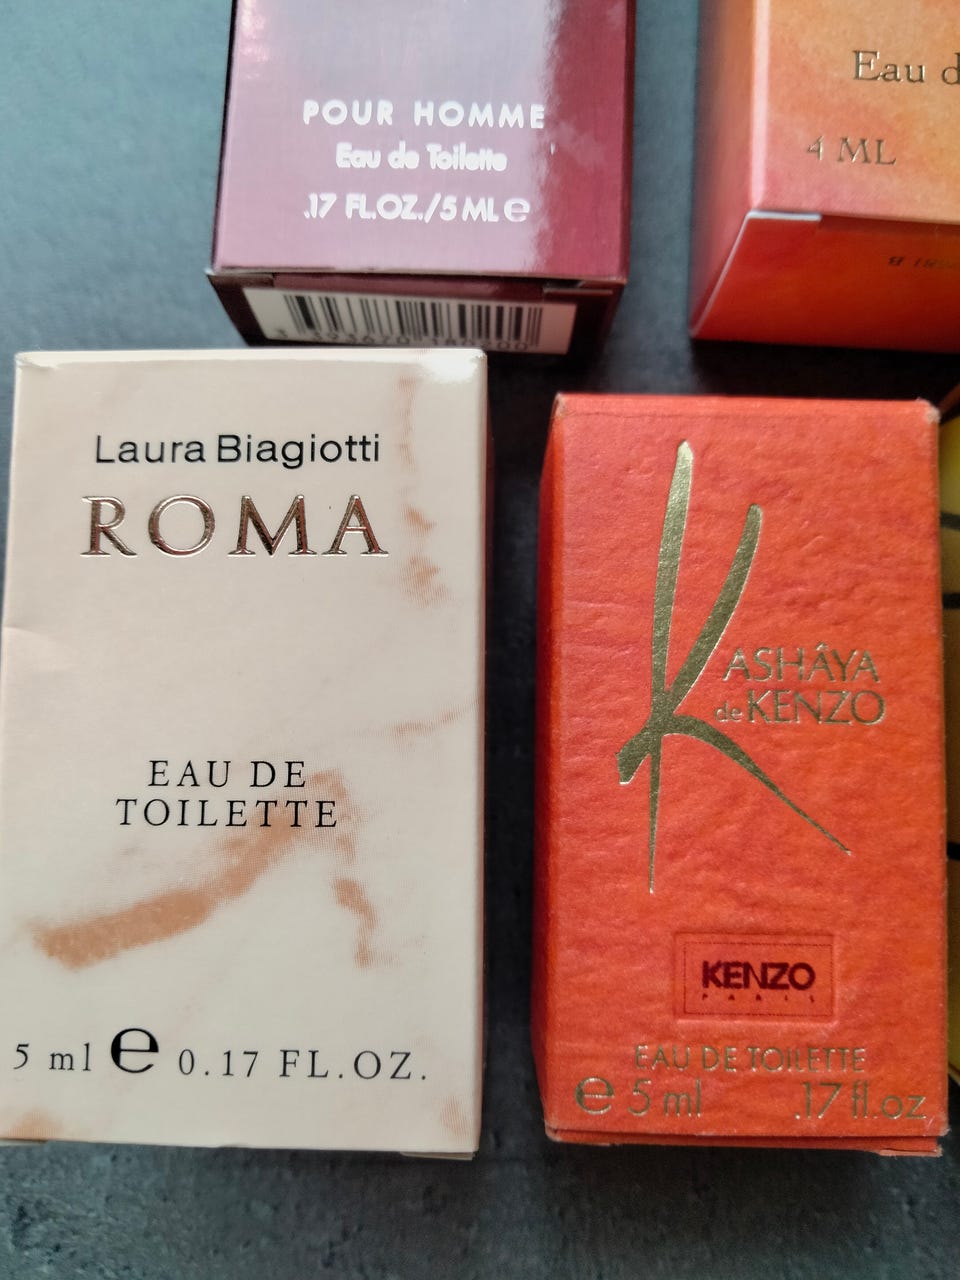 POUR HOMME
Eau de Toilette
.17 FL.OZ./5 ML e
Eau d
4 ML
Laura Biagiotti
ROMA
EAU DE
TOILETTE
5 ml e 0.17 FL.OZ.
K
ASHÂYA
de KENZO
KENZO
PARIS
EAU DE TOILETTE
e 5 ml .17 fl.oz